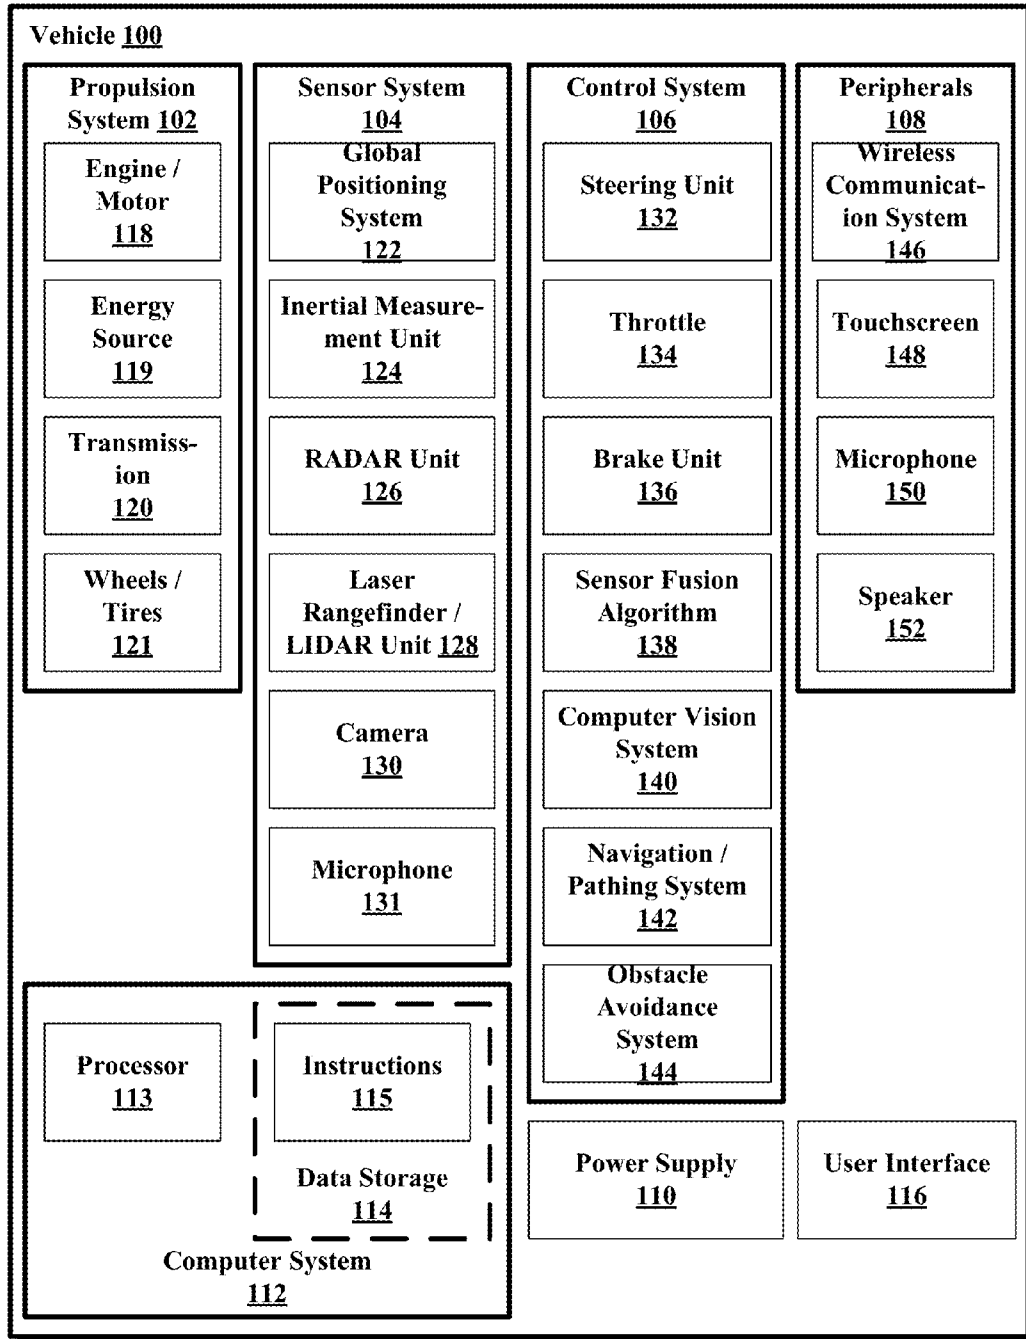 Vehicle 100
Propulsion
System 102
Engine /
Motor
118
Energy
Source
119
Transmiss-
ion
120
Wheels /
Tires
121
Sensor System
104
Global
Positioning
System
122
Inertial Measure-
ment Unit
124
RADAR Unit
126
Laser
Rangefinder /
LIDAR Unit 128
Camera
130
Microphone
131
Control System
106
Steering Unit
132
Throttle
134
Brake Unit
136
Sensor Fusion
Algorithm
138
Computer Vision
System
140
Navigation /
Pathing System
142
Obstacle
Avoidance
System
144
Peripherals
108
Wireless
Communicat-
ion System
146
Touchscreen
148
Microphone
150
Speaker
152
Processor
113
Instructions
115
Data Storage
114
Computer System
112
Power Supply
110
User Interface
116